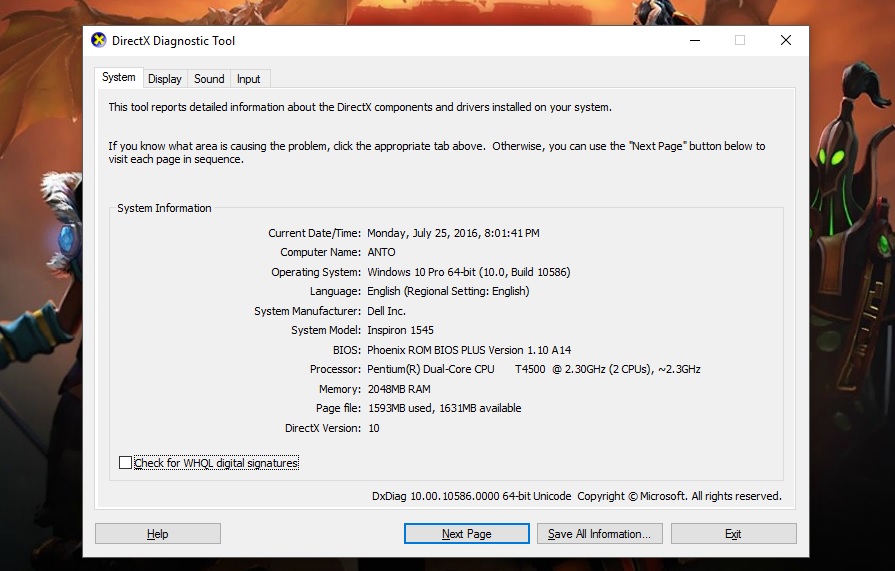 DirectX Diagnostic Tool
System Display Sound Input
This tool reports detailed information about the DirectX components and drivers installed on your system.
If you know what area is causing the problem, click the appropriate tab above.  Otherwise, you can use the "Next Page" button below to
visit each page in sequence.
System Information
Current Date/Time: Monday, July 25, 2016, 8:01:41 PM
Computer Name: ANTO
Operating System: Windows 10 Pro 64-bit (10.0, Build 10586)
Language: English (Regional Setting: English)
System Manufacturer: Dell Inc.
System Model: Inspiron 1545
BIOS: Phoenix ROM BIOS PLUS Version 1.10 A14
Processor: Pentium(R) Dual-Core CPU       T4500  @ 2.30GHz (2 CPUs), ~2.3GHz
Memory: 2048MB RAM
Page file: 1593MB used, 1631MB available
DirectX Version: 10
Check for WHQL digital signatures
DxDiag 10.00.10586.0000 64-bit Unicode  Copyright © Microsoft. All rights reserved.
Help Next Page Save All Information... Exit